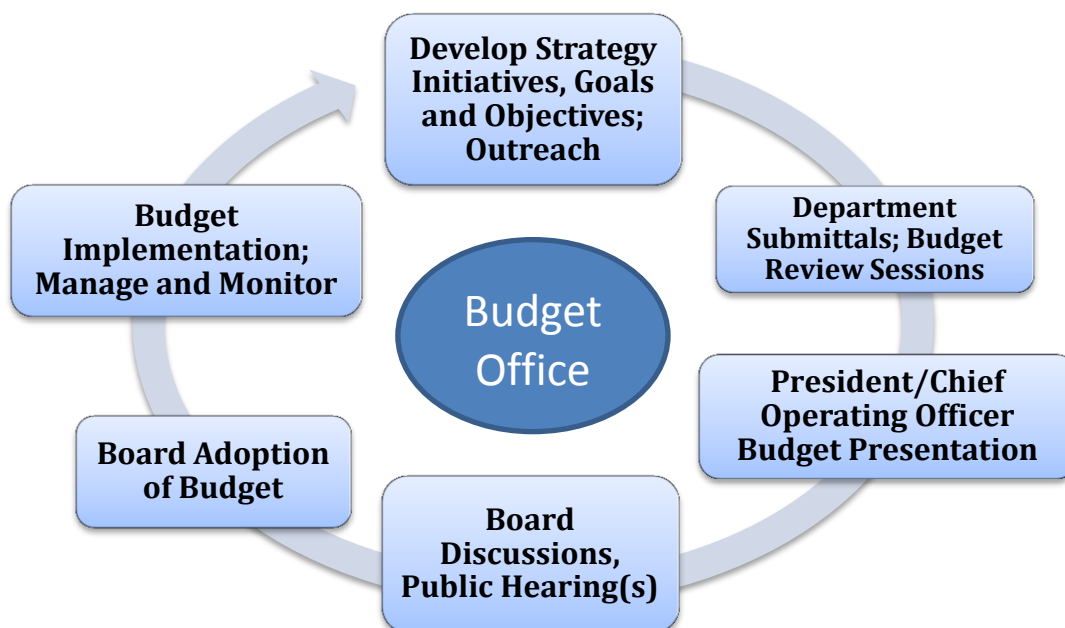 Develop Strategy
Initiatives, Goals
and Objectives;
Outreach
Department
Submittals; Budget
Review Sessions
President/Chief
Operating Officer
Budget Presentation
Board
Discussions,
Public Hearing(s)
Board Adoption
of Budget
Budget
Implementation;
Manage and Monitor
Budget
Office